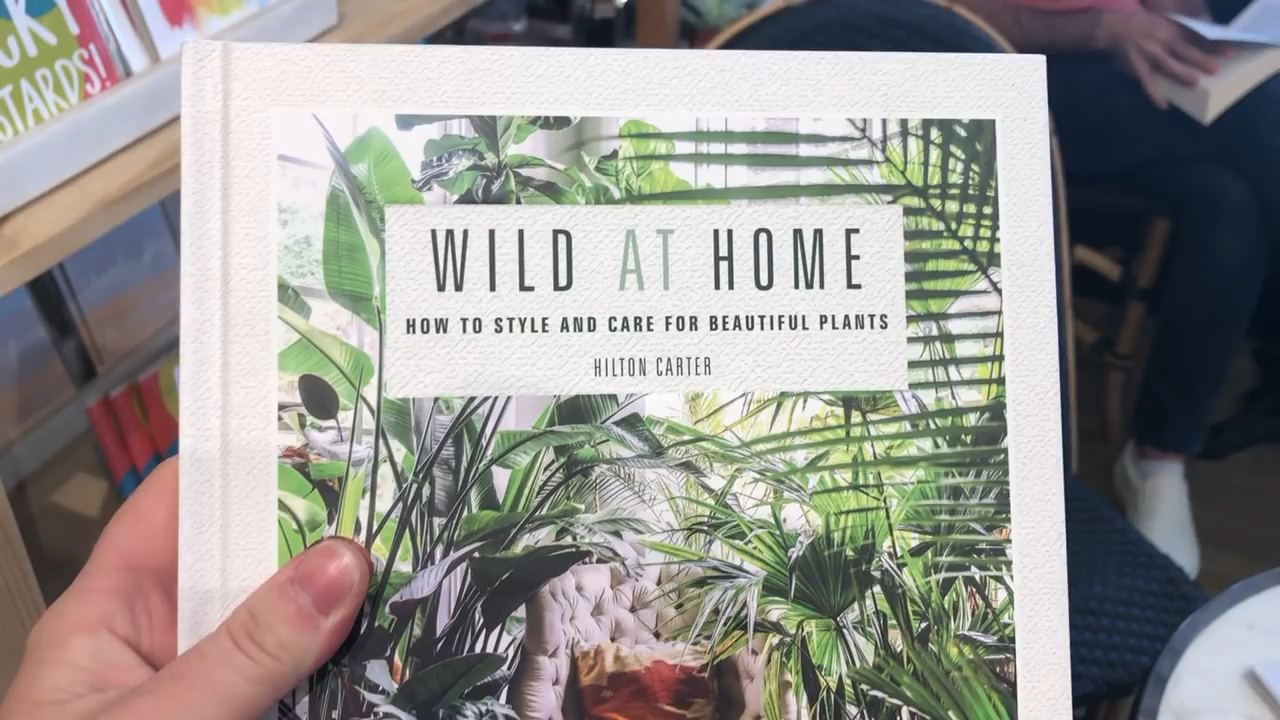 WILD AT HOME
HOW TO STYLE AND CARE FOR BEAUTIFUL PLANTS
HILTON CARTER